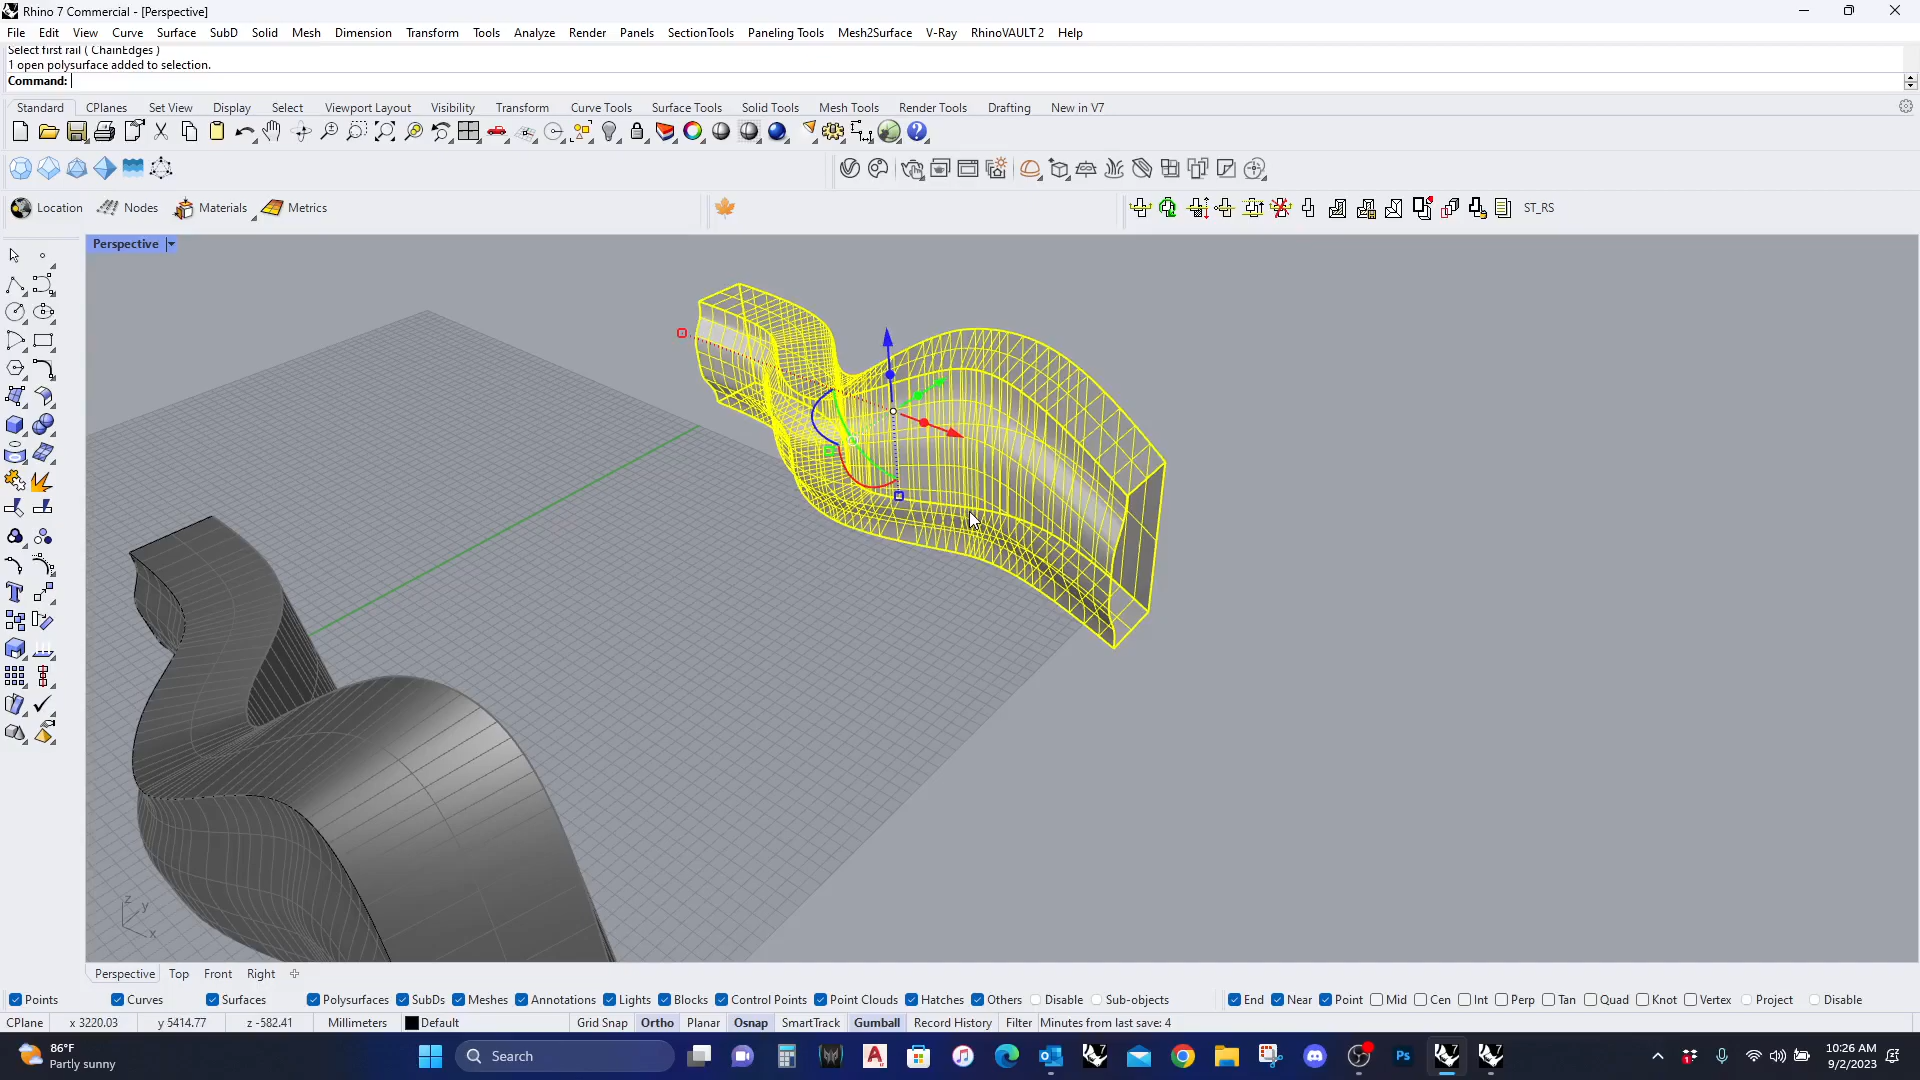 Rhino 7 Commercial - [Perspective]
File Edit View Curve Surface SubD Solid Mesh Dimension Transform Tools Analyze Render Panels SectionTools Paneling Tools Mesh2Surface V-Ray RhinoVAULT 2 Help
Select first rail ( ChainEdges )
1 open polysurface added to selection.
Command:
Standard CPlanes Set View Display Select Viewport Layout Visibility Transform Curve Tools Surface Tools Solid Tools Mesh Tools Render Tools Drafting New in V7
Location Nodes Materials Metrics ST_RS
Perspective
z y x
Perspective Top Front Right
Points Curves Surfaces Polysurfaces SubDs Meshes Annotations Lights Blocks Control Points Point Clouds Hatches Others Disable Sub-objects End Near Point Mid Cen Int Perp Tan Quad Knot Vertex Project Disable
CPlane x 3220.03 y 5414.77 z -582.41 Millimeters Default Grid Snap Ortho Planar Osnap SmartTrack Gumball Record History Filter Minutes from last save: 4
86°F
Partly sunny
Search
10:26 AM
9/2/2023